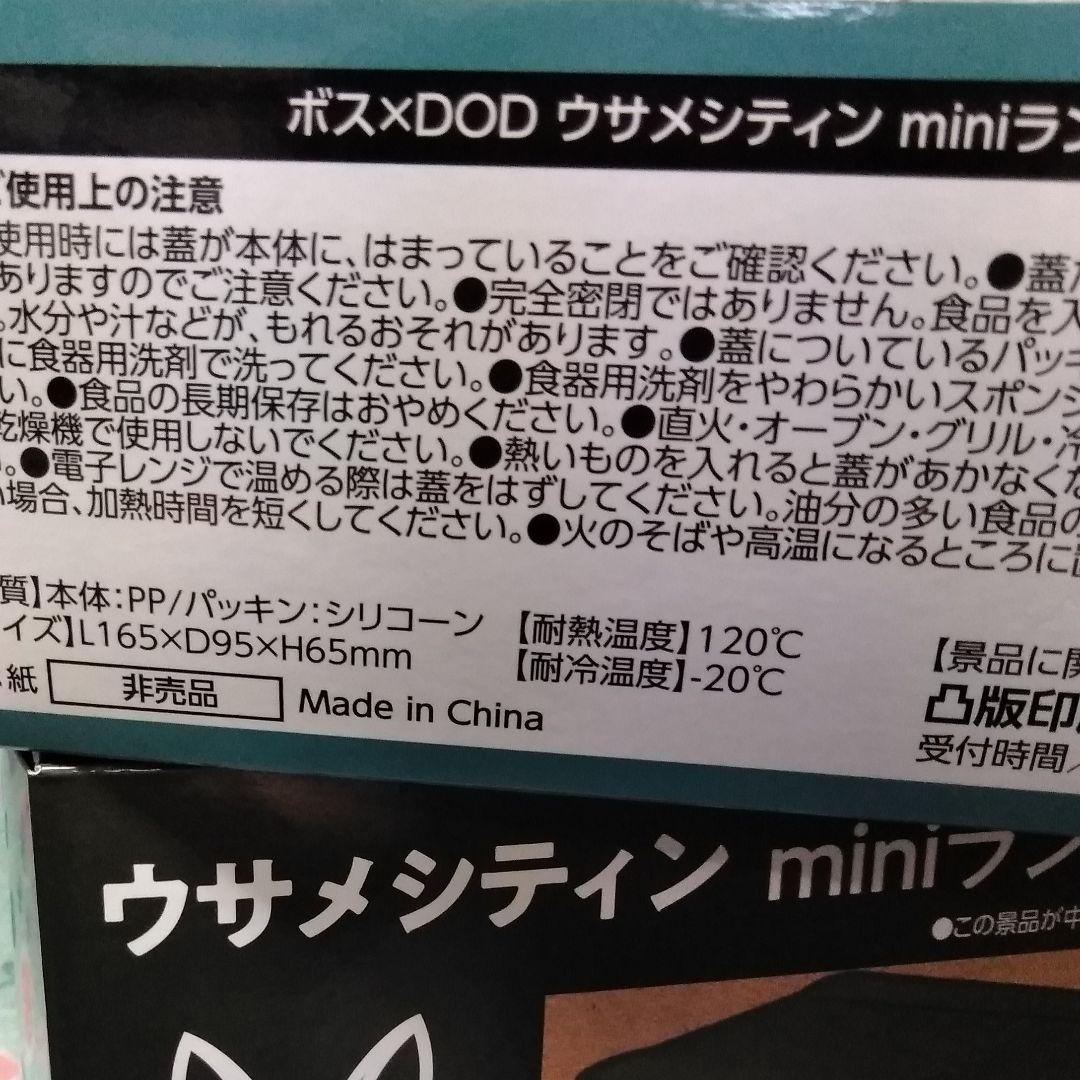 ボス×DOD ウサメシティン miniラン
ご使用上の注意
使用時には蓋が本体に、はまっていることをご確認ください。●蓋
ありますのでご注意ください。●完全密閉ではありません。食品を入
。水分や汁などが、もれるおそれがあります。●蓋についているパッキ
に食器用洗剤で洗ってください。●食器用洗剤をやわらかいスポンジ
い。●食品の長期保存はおやめください。●直火・オーブン・グリル・
乾燥機で使用しないでください。●熱いものを入れると蓋があかなくな
。●電子レンジで温める際は蓋をはずしてください。油分の多い食品の
場合、加熱時間を短くしてください。●火のそばや高温になるところに
質】本体:PP/パッキン:シリコーン 【耐熱温度】120℃
イズ】L165×D95×H65mm 【耐冷温度】-20℃ 【景品に関
紙 非売品 Made in China 凸版印
受付時間/
ウサメシティン miniラン
●この景品が中